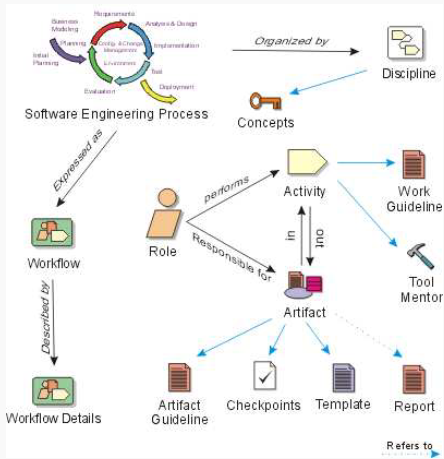 Requirements
Business
Modeling
Analysis & Design
Planning
Config & Change
Management
Implementation
Initial
Planning
Environment
Test
Evaluation
Deployment
Organized by
Discipline
Software Engineering Process
Concepts
Expressed as
performs
Activity
Work
Guideline
Role
Responsible for
in
out
Workflow
Tool
Mentor
Artifact
Described by
Workflow Details
Artifact
Guideline
Checkpoints
Template
Report
Refers to